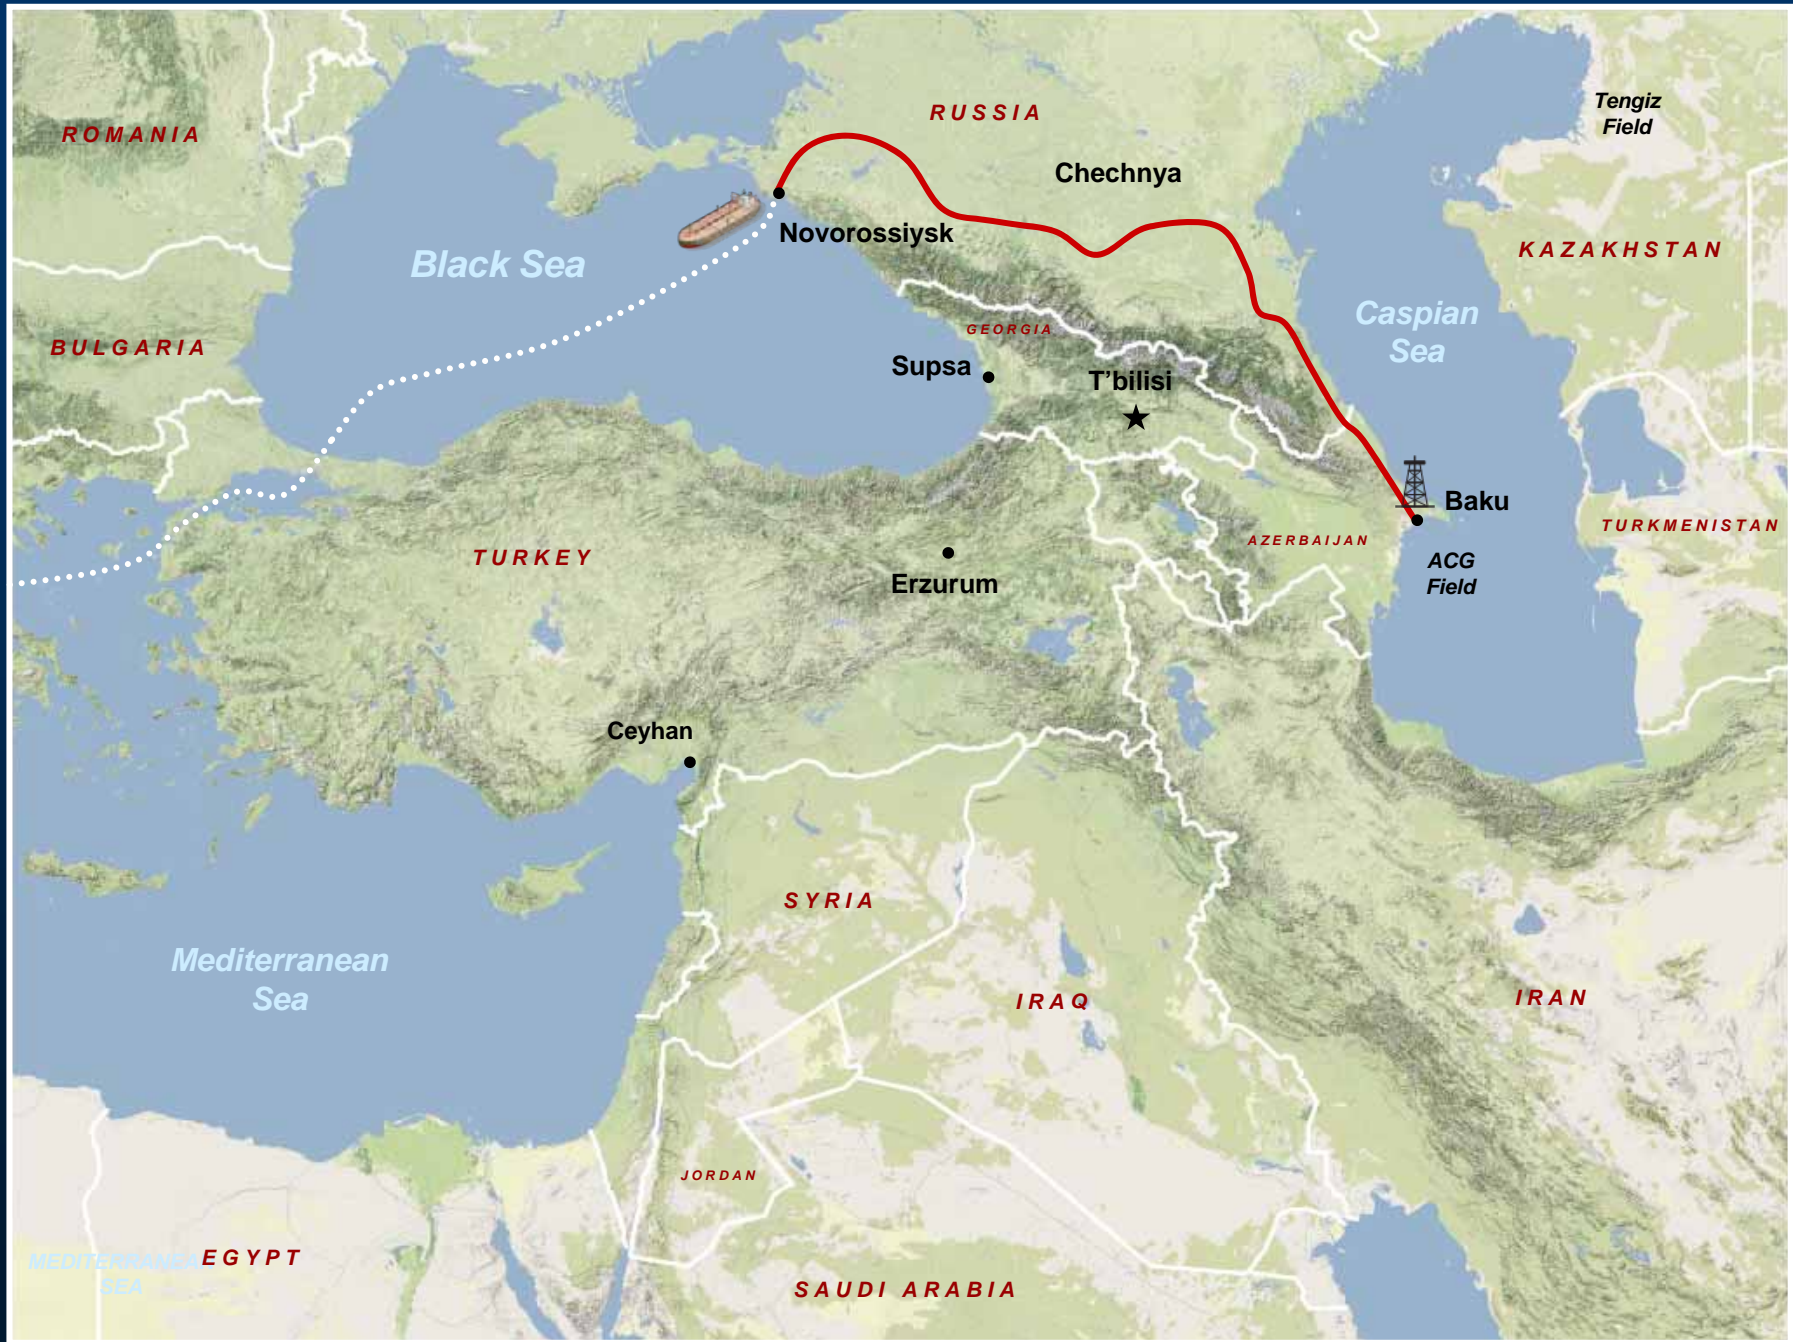 RUSSIA
Tengiz
Field
ROMANIA
Chechnya
Novorossiysk
KAZAKHSTAN
Black Sea
Caspian
Sea
GEORGIA
BULGARIA
Supsa
T'bilisi
Baku
TURKMENISTAN
AZERBAIJAN
TURKEY
ACG
Field
Erzurum
Ceyhan
SYRIA
Mediterranean
Sea
IRAQ
IRAN
JORDAN
EGYPT
MEDITERRANEA
SEA
SAUDI ARABIA